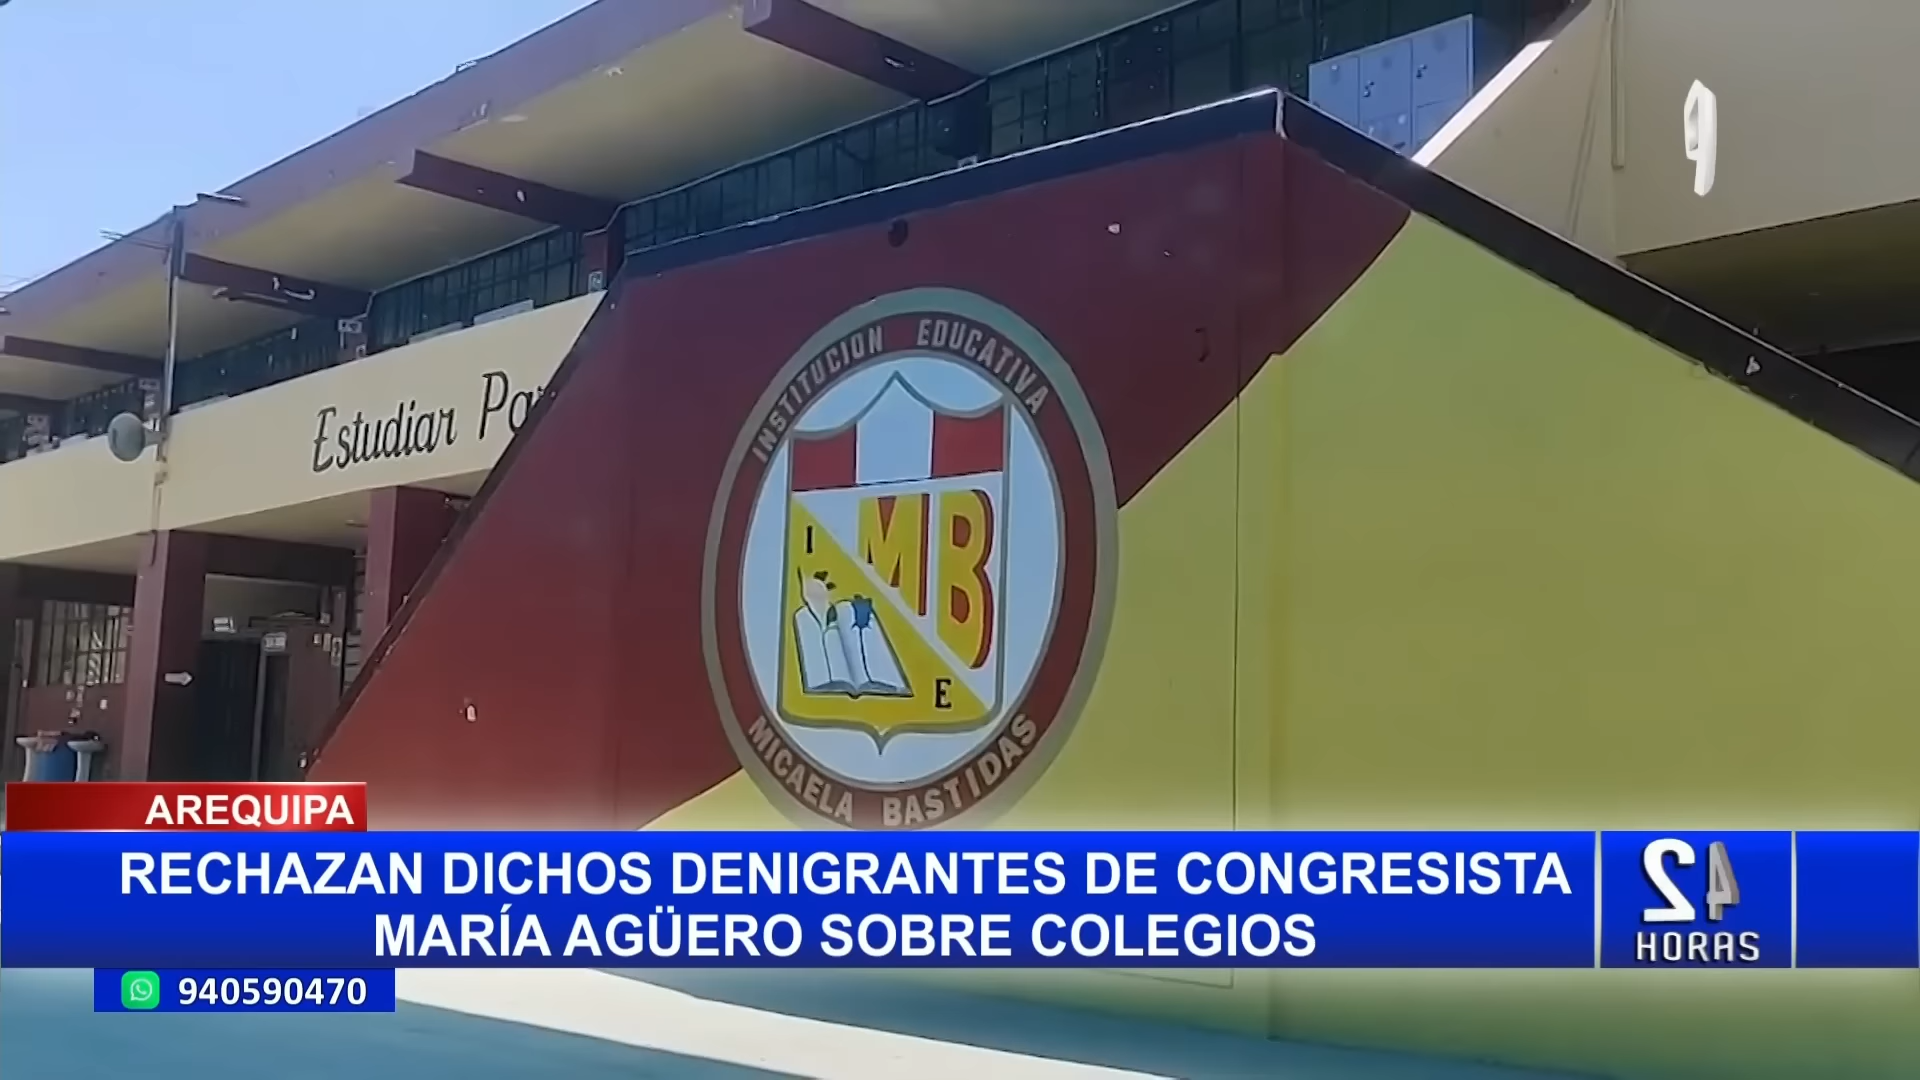 Estudiar Pa
INSTITUCION EDUCATIVA
I
MB
E
MICAELA BASTIDAS
AREQUIPA
RECHAZAN DICHOS DENIGRANTES DE CONGRESISTA
MARÍA AGÜERO SOBRE COLEGIOS
24
HORAS
940590470